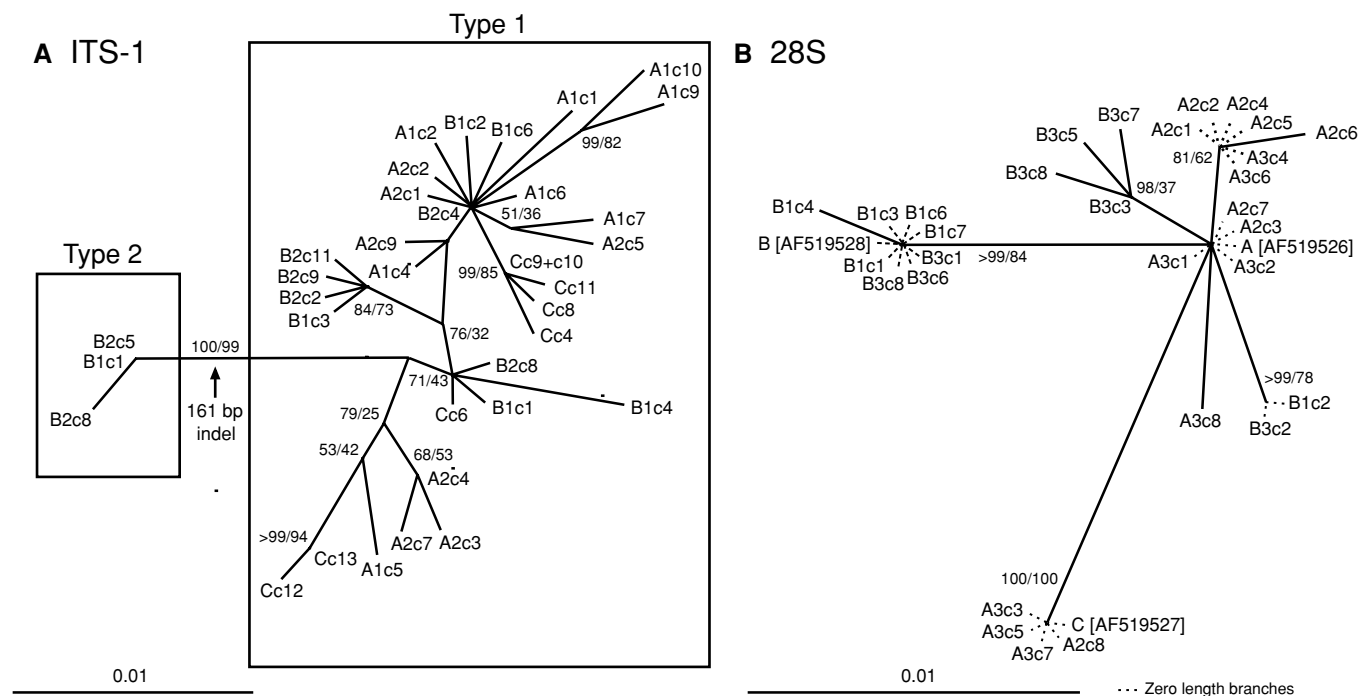 Type 1
A ITS-1
B 28S
A1c10
A1c9
A1c1
99/82
A1c2
B1c2
B1c6
A2c2
A2c1
A1c6
B2c4
51/36
A1c7
A2c5
A2c9
A1c4
99/85
Cc9+c10
Cc11
Cc8
Cc4
Type 2
B2c11
B2c9
B2c2
B1c3
84/73
76/32
B2c5
B1c1
B2c8
100/99
161 bp
indel
71/43
B2c8
B1c1
Cc6
B1c4
79/25
53/42
68/53
A2c4
A2c7
A2c3
>99/94
Cc13
A1c5
Cc12
0.01
B3c7
B3c5
B3c8
98/37
B3c3
A2c2
A2c4
A2c1
A2c5
A2c6
81/62
A3c4
A3c6
B1c4
B1c3
B1c6
B1c7
B [AF519528]
B1c1
B3c1
B3c8
B3c6
>99/84
A2c7
A2c3
A [AF519526]
A3c1
A3c2
>99/78
B1c2
B3c2
A3c8
100/100
A3c3
C [AF519527]
A3c5
A2c8
A3c7
0.01
Zero length branches